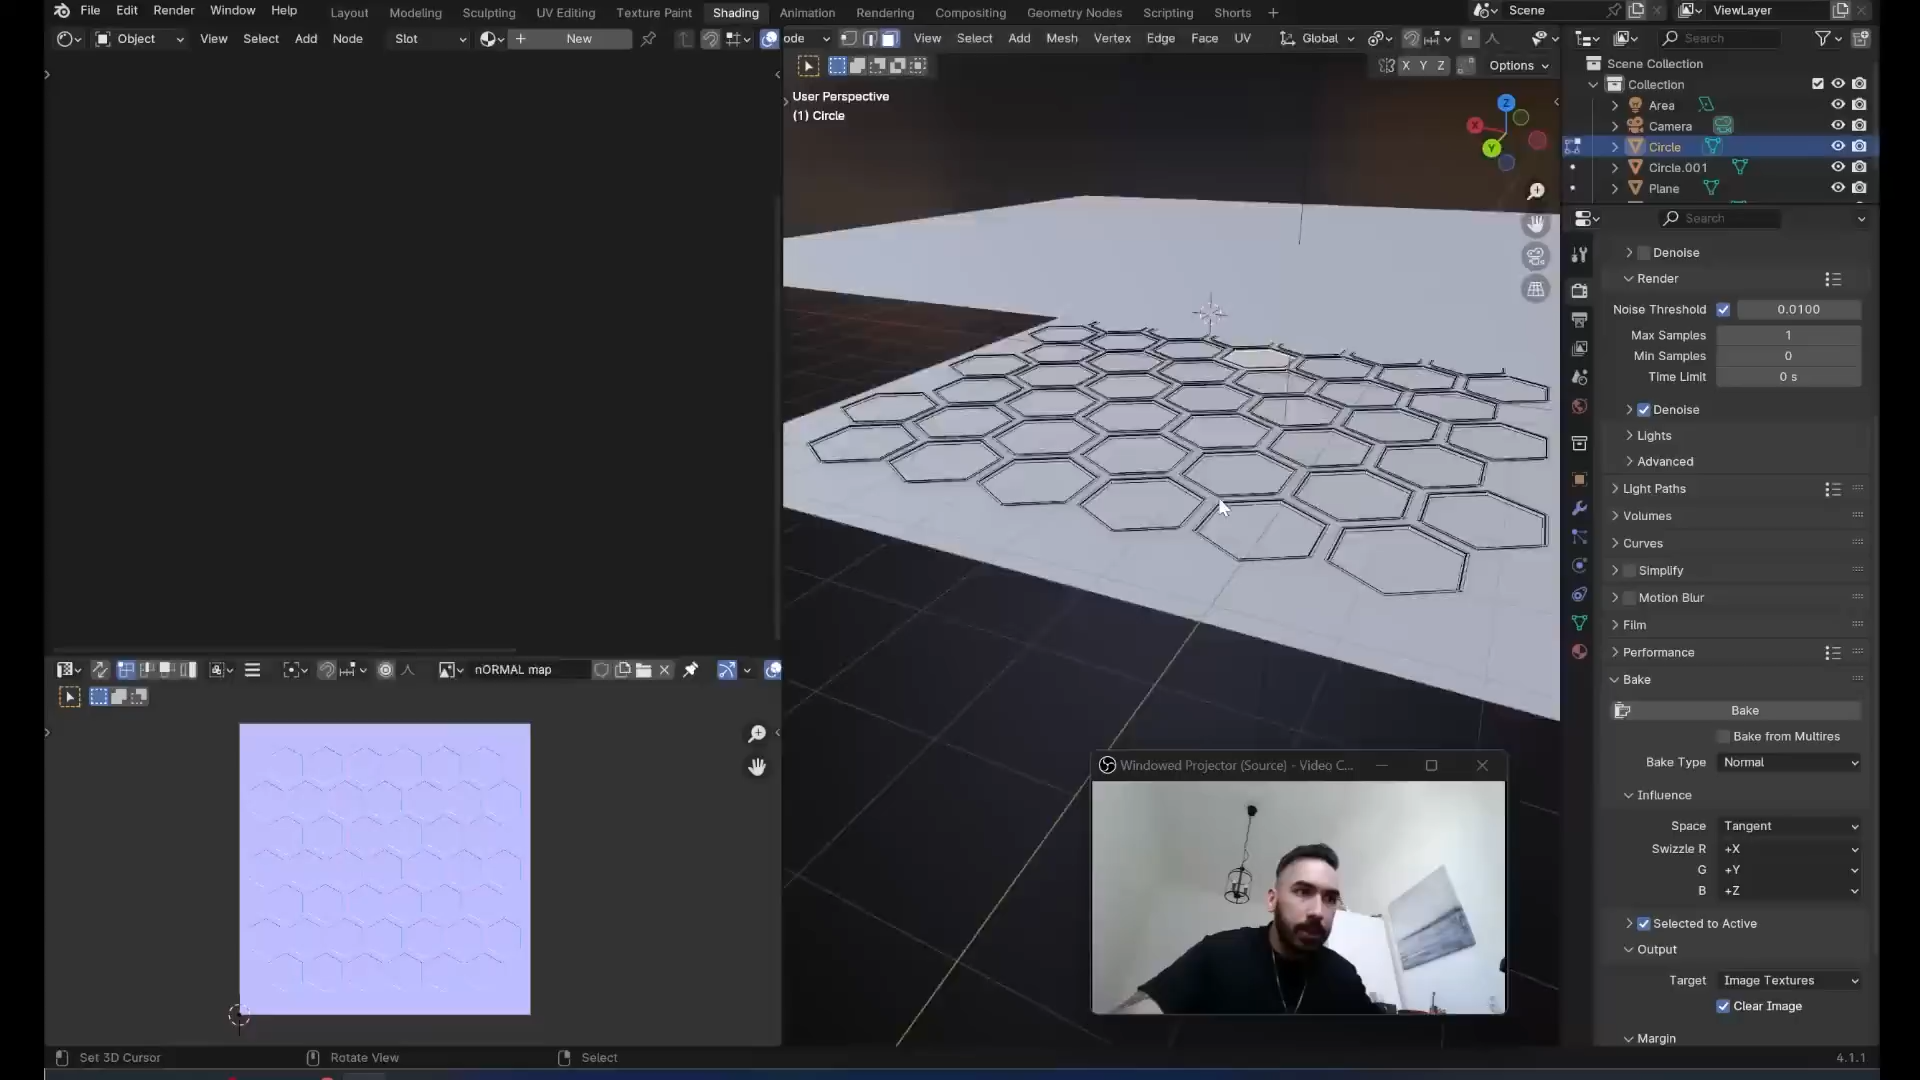 File Edit Render Window Help Layout Modeling Sculpting UV Editing Texture Paint Shading Animation Rendering Compositing Geometry Nodes Scripting Shorts + Scene ViewLayer
Object View Select Add Node Slot New
ode View Select Add Mesh Vertex Edge Face UV Global
Search
X Y Z Options
User Perspective
(1) Circle
Z
X
Y
Scene Collection
Collection
Area
Camera
Circle
Circle.001
Plane
Search
Denoise
Render
Noise Threshold 0.0100
Max Samples 1
Min Samples 0
Time Limit 0 s
Denoise
Lights
Advanced
Light Paths
Volumes
Curves
Simplify
Motion Blur
Film
Performance
Bake
Bake
Bake from Multires
Bake Type Normal
Influence
Space Tangent
Swizzle R +X
G +Y
B +Z
Selected to Active
Output
Target Image Textures
Clear Image
Margin
nORMAL map
Windowed Projector (Source) - Video C...
Set 3D Cursor Rotate View Select 4.1.1